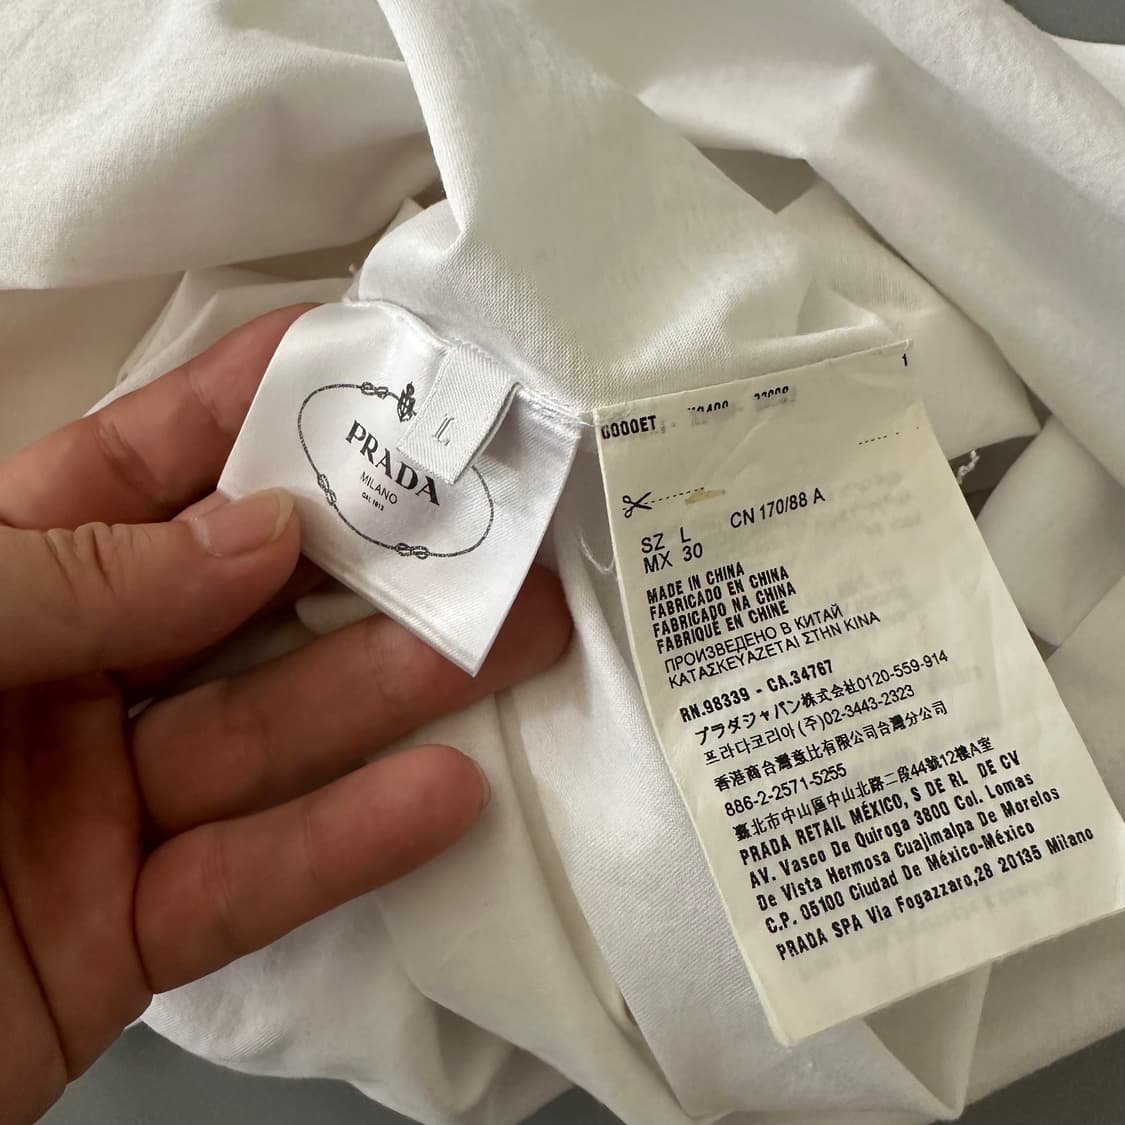 PRADA
MILANO
DAL 1913
L
1
SZ L CN 170/88 A
MX 30
MADE IN CHINA
FABRICADO EN CHINA
FABRICADO NA CHINA
FABRIQUÉ EN CHINE
ПРОИЗВЕДЕНО В КИТАЙ
ΚΑΤΑΣΚΕΥΑΖΕΤΑΙ ΣΤΗΝ ΚΙΝΑ
RN.98339 - CA.34767
プラダジャパン株式会社0120-559-914
프라다코리아 (주)02-3443-2323
香港商台灣意比有限公司台灣分公司
886-2-2571-5255
臺北市中山區中山北路二段44號12樓A室
PRADA RETAIL MÉXICO, S DE RL DE CV
AV. Vasco De Quiroga 3800 Col. Lomas
De Vista Hermosa Cuajimalpa De Morelos
C.P. 05100 Ciudad De México-México
PRADA SPA Via Fogazzaro,28 20135 Milano